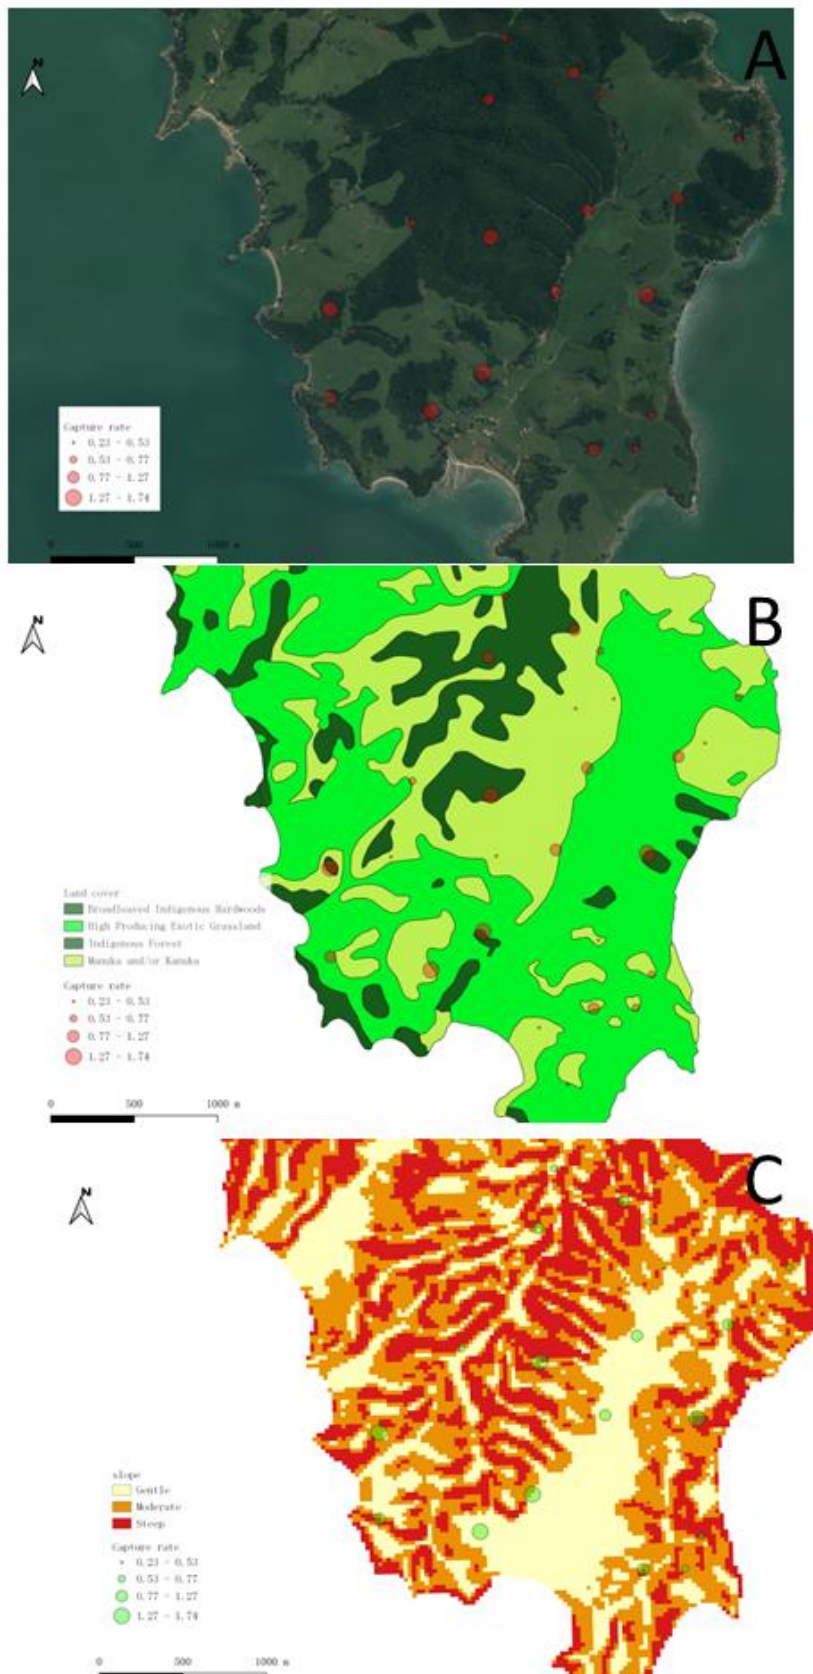 A
N
Capture rate
0.23 - 0.53
0.53 - 0.77
0.77 - 1.27
1.27 - 1.74
0 500 1000 m
B
N
Land cover
Broadleaved Indigenous Hardwoods
High Producing Exotic Grassland
Indigenous Forest
Manuka and/or Kanuka
Capture rate
0.23 - 0.53
0.53 - 0.77
0.77 - 1.27
1.27 - 1.74
0 500 1000 m
C
N
slope
Gentle
Moderate
Steep
Capture rate
0.23 - 0.53
0.53 - 0.77
0.77 - 1.27
1.27 - 1.74
0 500 1000 m